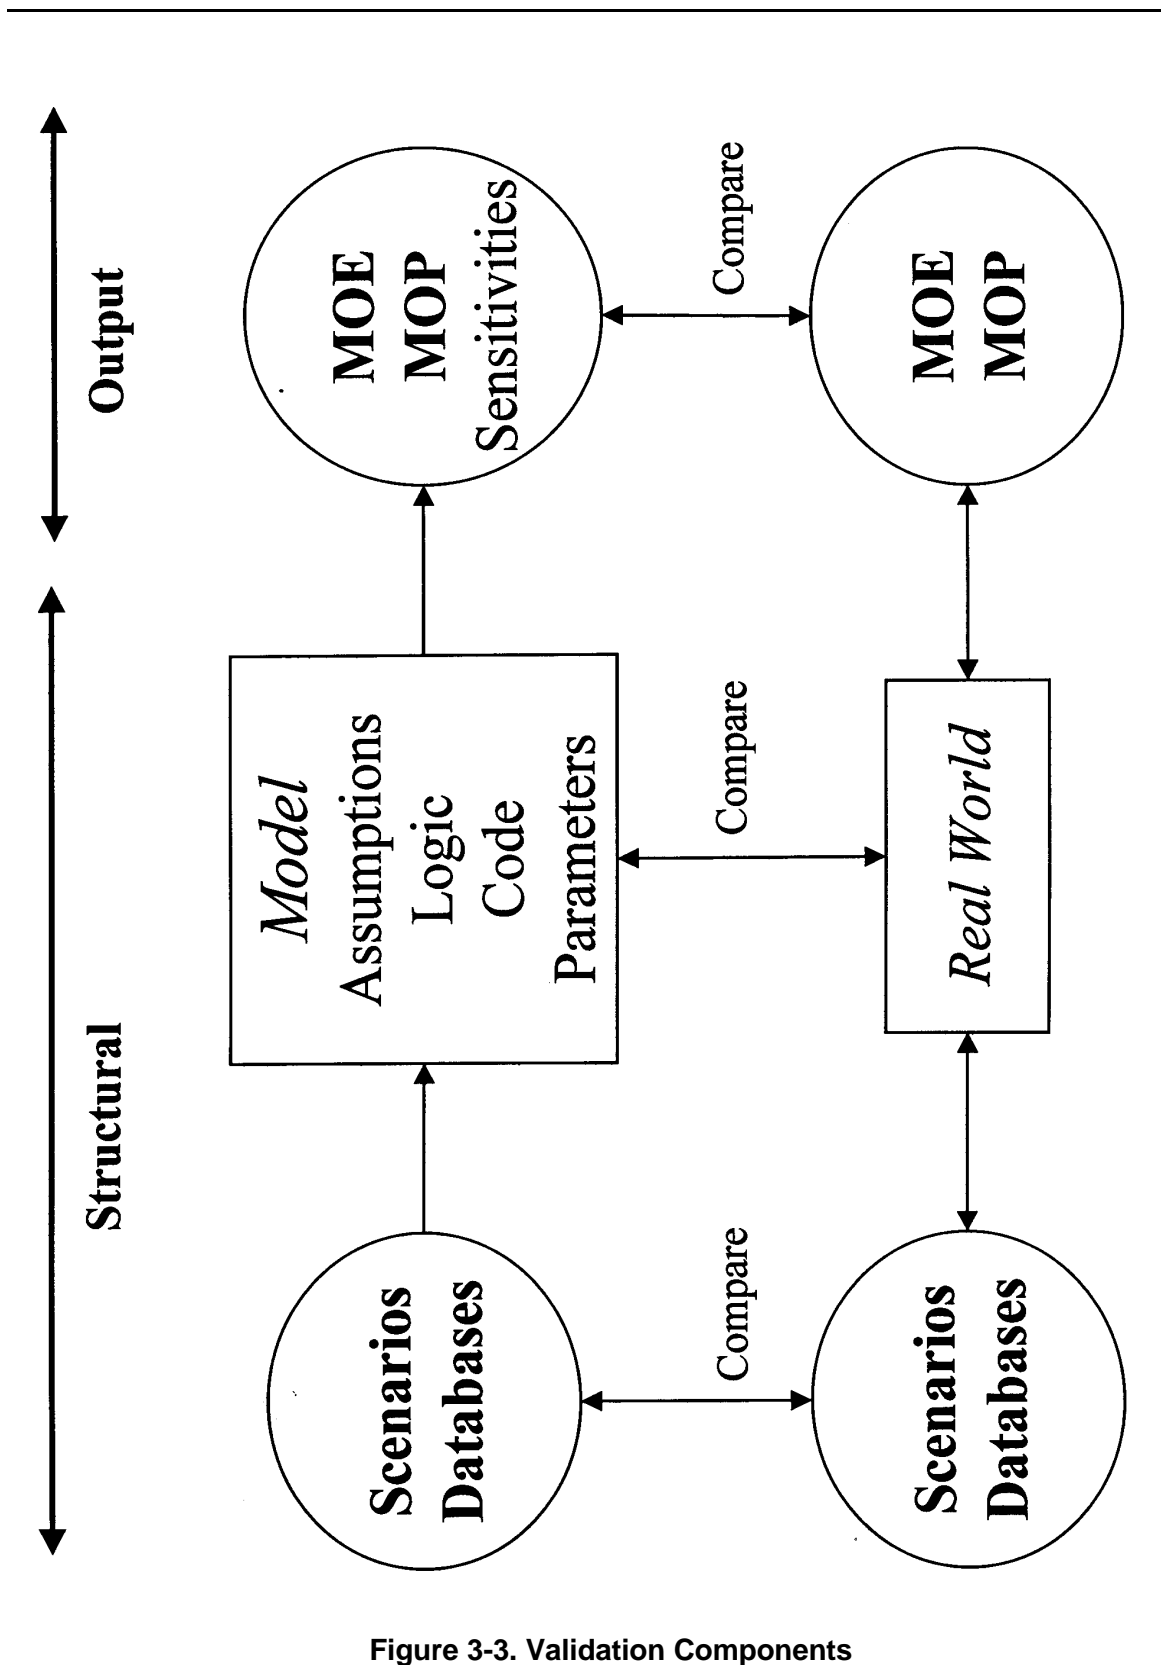 Structural
Output
Scenarios
Databases
Model
Assumptions
Logic
Code
Parameters
MOE
MOP
Sensitivities
Compare
Compare
Compare
Scenarios
Databases
Real World
MOE
MOP
Figure 3-3. Validation Components